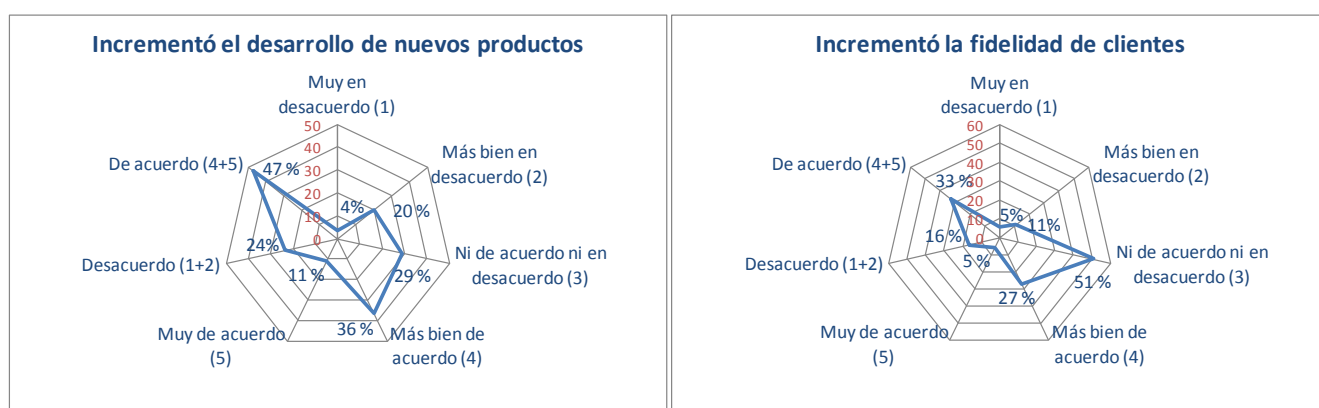 Incrementó el desarrollo de nuevos productos
Muy en
desacuerdo (1)
50
40
30
20
10
0
Más bien en
desacuerdo (2)
De acuerdo (4+5)
47 %
4%
20 %
24%
Desacuerdo (1+2)
Ni de acuerdo ni en
desacuerdo (3)
11 %
29 %
36 %
Muy de acuerdo
(5)
Más bien de
acuerdo (4)
Incrementó la fidelidad de clientes
Muy en
desacuerdo (1)
60
50
40
30
20
10
0
Más bien en
desacuerdo (2)
De acuerdo (4+5)
33 %
5%
11%
16 %
Desacuerdo (1+2)
Ni de acuerdo ni en
desacuerdo (3)
5 %
51 %
27 %
Muy de acuerdo
(5)
Más bien de
acuerdo (4)